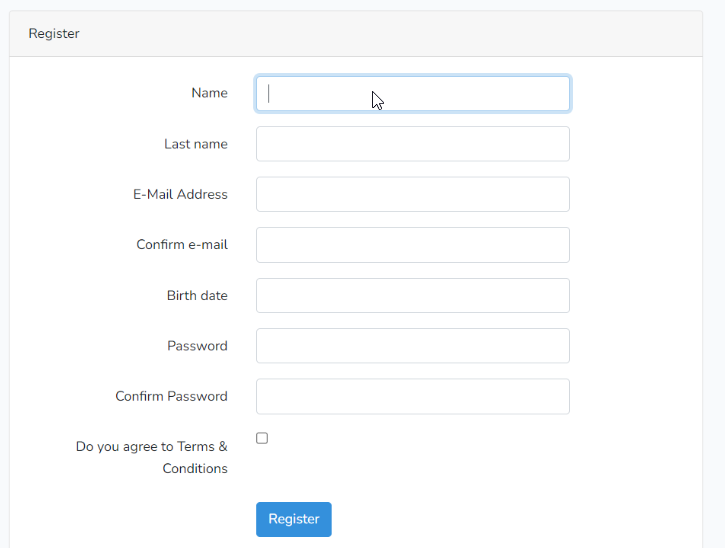 Register
Name
Last name
E-Mail Address
Confirm e-mail
Birth date
Password
Confirm Password
Do you agree to Terms &
Conditions
Register